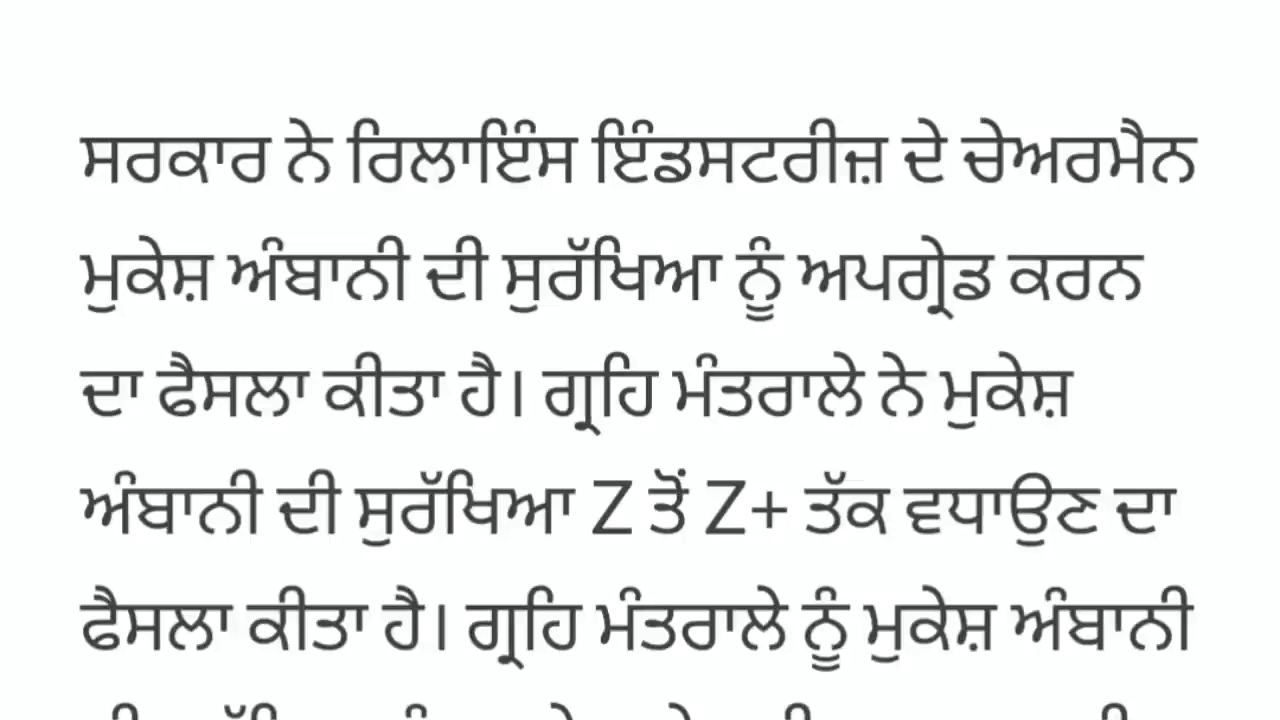 ਸਰਕਾਰ ਨੇ ਰਿਲਾਇੰਸ ਇੰਡਸਟਰੀਜ਼ ਦੇ ਚੇਅਰਮੈਨ
ਮੁਕੇਸ਼ ਅੰਬਾਨੀ ਦੀ ਸੁਰੱਖਿਆ ਨੂੰ ਅਪਗ੍ਰੇਡ ਕਰਨ
ਦਾ ਫੈਸਲਾ ਕੀਤਾ ਹੈ। ਗ੍ਰਹਿ ਮੰਤਰਾਲੇ ਨੇ ਮੁਕੇਸ਼
ਅੰਬਾਨੀ ਦੀ ਸੁਰੱਖਿਆ Z ਤੋਂ Z+ ਤੱਕ ਵਧਾਉਣ ਦਾ
ਫੈਸਲਾ ਕੀਤਾ ਹੈ। ਗ੍ਰਹਿ ਮੰਤਰਾਲੇ ਨੂੰ ਮੁਕੇਸ਼ ਅੰਬਾਨੀ